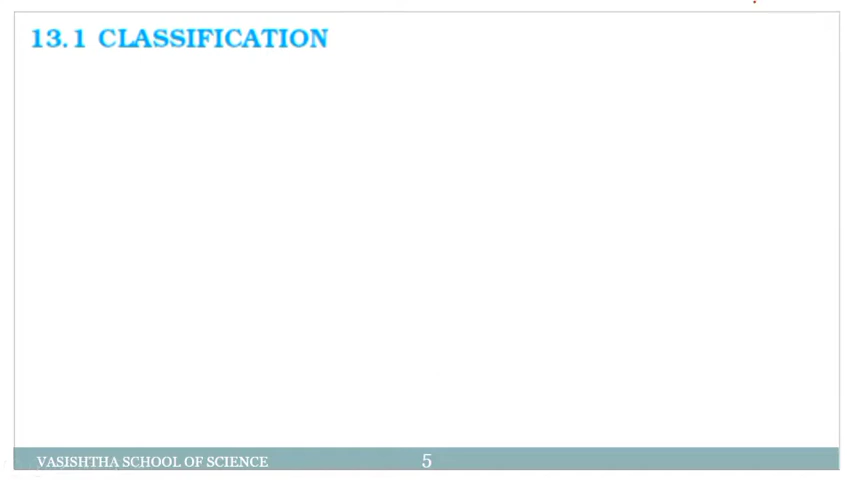 13.1 CLASSIFICATION
VASISHTHA SCHOOL OF SCIENCE
5